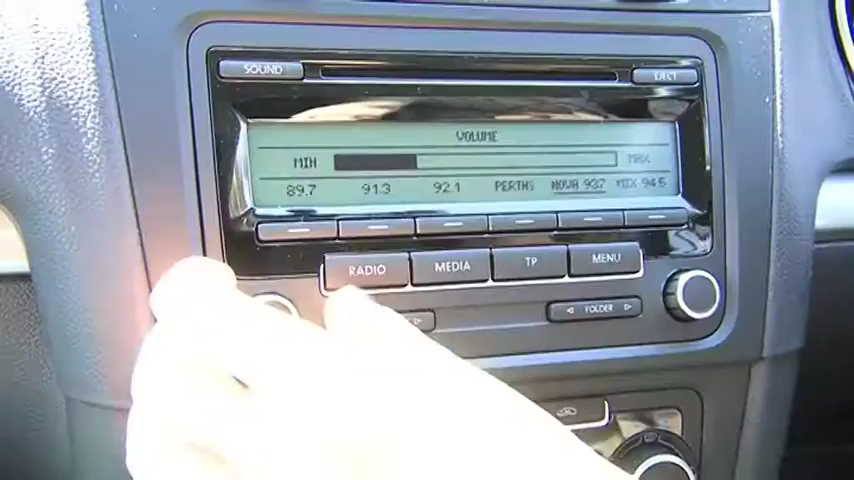 SOUND EJECT
VOLUME
MIN MAX
89.7 91.3 92.1 PERTHS NOVA 937 MIX 94.5
RADIO MEDIA TP MENU
FOLDER